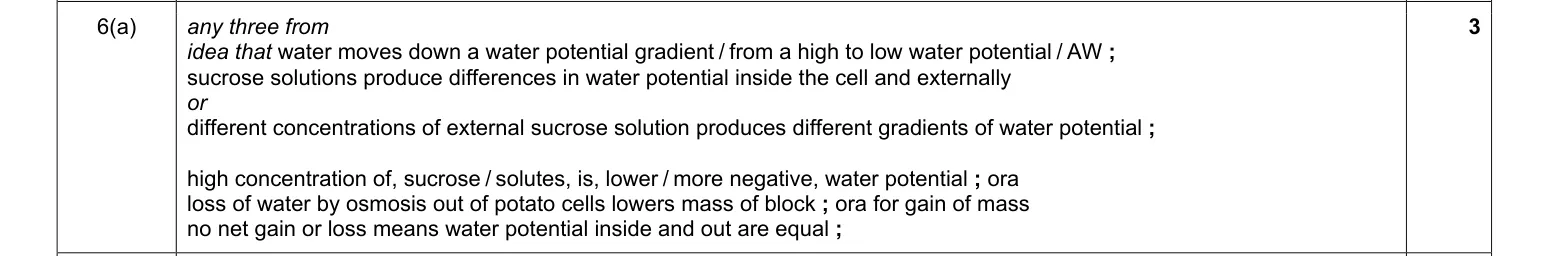 6(a) any three from 3
idea that water moves down a water potential gradient / from a high to low water potential / AW ;
sucrose solutions produce differences in water potential inside the cell and externally
or
different concentrations of external sucrose solution produces different gradients of water potential ;
high concentration of, sucrose / solutes, is, lower / more negative, water potential ; ora
loss of water by osmosis out of potato cells lowers mass of block ; ora for gain of mass
no net gain or loss means water potential inside and out are equal ;